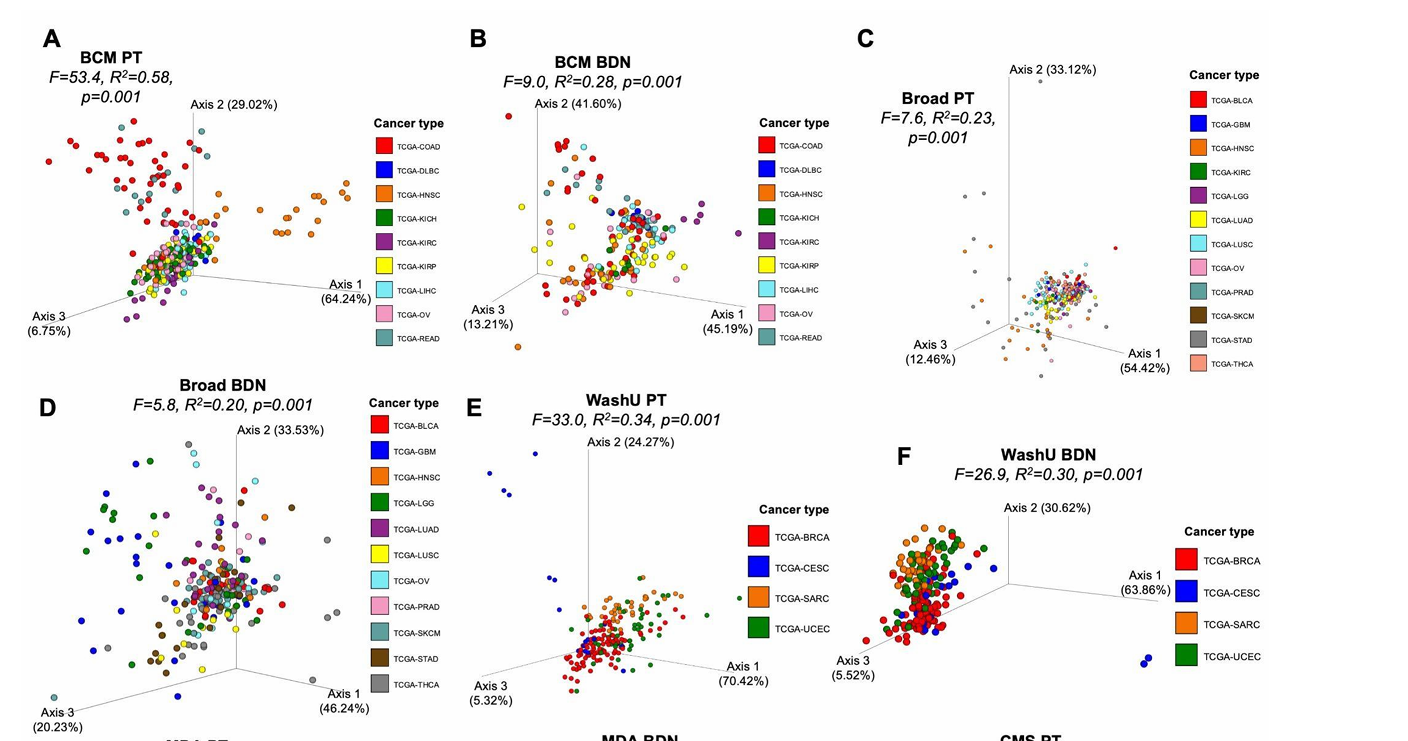 A
BCM PT
F=53.4, R²=0.58,
p=0.001
Axis 2 (29.02%)
Axis 1
(64.24%)
Axis 3
(6.75%)
Cancer type
TCGA-COAD
TCGA-DLBC
TCGA-HNSC
TCGA-KICH
TCGA-KIRC
TCGA-KIRP
TCGA-LIHC
TCGA-OV
TCGA-READ
B
BCM BDN
F=9.0, R²=0.28, p=0.001
Axis 2 (41.60%)
Axis 3
(13.21%)
Axis 1
(45.19%)
Cancer type
TCGA-COAD
TCGA-DLBC
TCGA-HNSC
TCGA-KICH
TCGA-KIRC
TCGA-KIRP
TCGA-LIHC
TCGA-OV
TCGA-READ
C
Broad PT
F=7.6, R²=0.23,
p=0.001
Axis 2 (33.12%)
Axis 3
(12.46%)
Axis 1
(54.42%)
Cancer type
TCGA-BLCA
TCGA-GBM
TCGA-HNSC
TCGA-KIRC
TCGA-LGG
TCGA-LUAD
TCGA-LUSC
TCGA-OV
TCGA-PRAD
TCGA-SKCM
TCGA-STAD
TCGA-THCA
D
Broad BDN
F=5.8, R²=0.20, p=0.001
Axis 2 (33.53%)
Axis 3
(20.23%)
Axis 1
(46.24%)
Cancer type
TCGA-BLCA
TCGA-GBM
TCGA-HNSC
TCGA-LGG
TCGA-LUAD
TCGA-LUSC
TCGA-OV
TCGA-PRAD
TCGA-SKCM
TCGA-STAD
TCGA-THCA
E
WashU PT
F=33.0, R²=0.34, p=0.001
Axis 2 (24.27%)
Axis 3
(5.32%)
Axis 1
(70.42%)
Cancer type
TCGA-BRCA
TCGA-CESC
TCGA-SARC
TCGA-UCEC
F
WashU BDN
F=26.9, R²=0.30, p=0.001
Axis 2 (30.62%)
Axis 1
(63.86%)
Axis 3
(5.52%)
Cancer type
TCGA-BRCA
TCGA-CESC
TCGA-SARC
TCGA-UCEC
MDA BDN
CMS PT